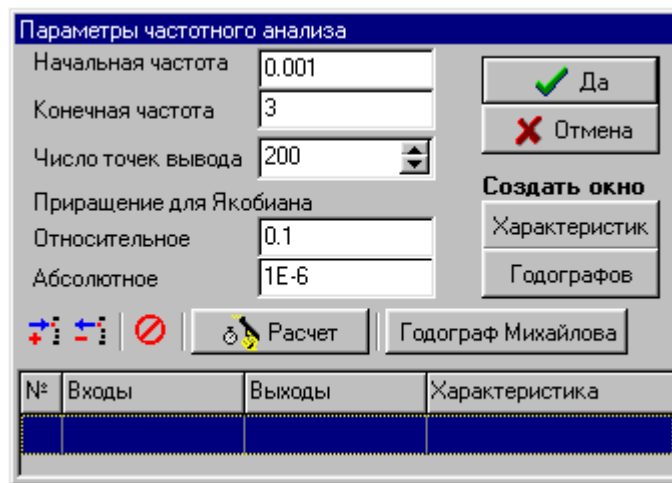 Параметры частотного анализа
Начальная частота 0.001
Конечная частота 3
Число точек вывода 200
Приращение для Якобиана
Относительное 0.1
Абсолютное 1E-6
Да
Отмена
Создать окно
Характеристик
Годографов
Расчет Годограф Михайлова
№ Входы Выходы Характеристика